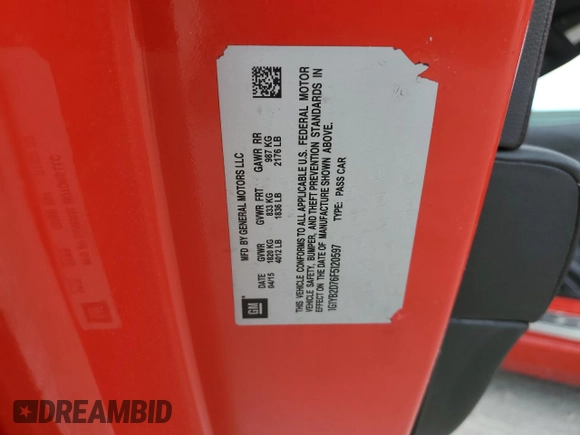 MFD BY GENERAL MOTORS LLC
DATE GVWR GVWR FRT GAWR RR
04/15 1820 KG 833 KG 987 KG
4012 LB 1836 LB 2176 LB
THIS VEHICLE CONFORMS TO ALL APPLICABLE U.S. FEDERAL MOTOR
VEHICLE SAFETY, BUMPER, AND THEFT PREVENTION STANDARDS IN
EFFECT ON THE DATE OF MANUFACTURE SHOWN ABOVE.
1G1YB2D76F5120597 TYPE: PASS CAR
GM
DREAMBID